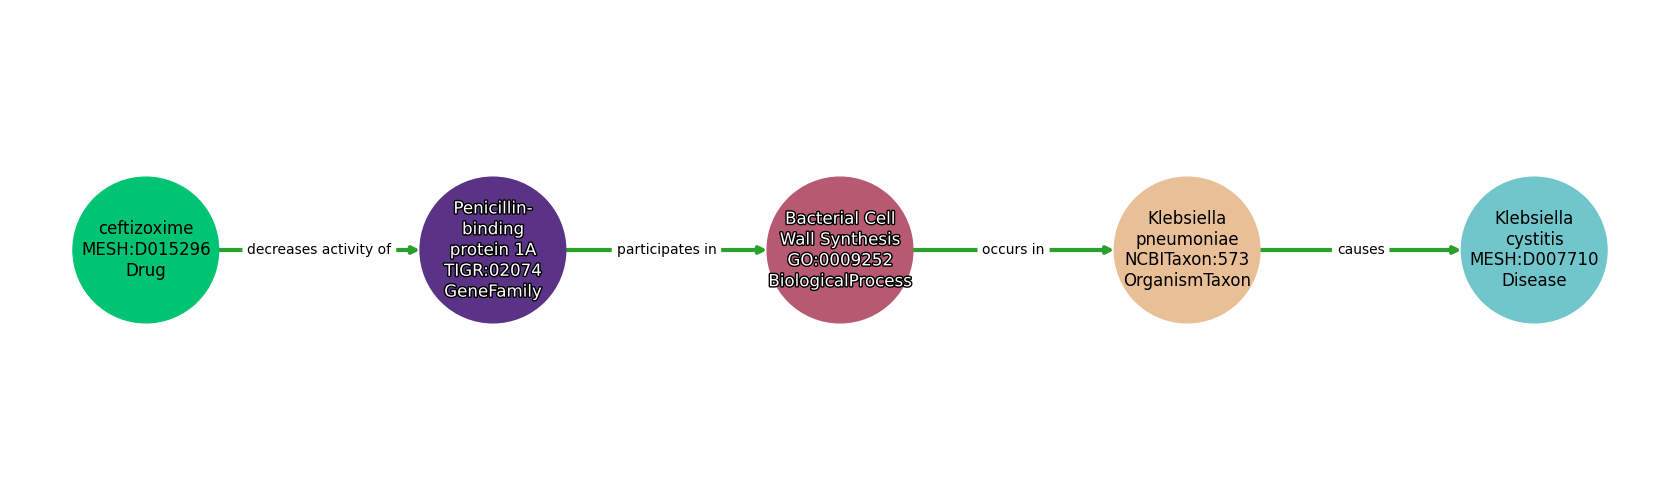 ceftizoxime
MESH:D015296
Drug
decreases activity of
Penicillin-
binding
protein 1A
TIGR:02074
GeneFamily
participates in
Bacterial Cell
Wall Synthesis
GO:0009252
BiologicalProcess
occurs in
Klebsiella
pneumoniae
NCBITaxon:573
OrganismTaxon
causes
Klebsiella
cystitis
MESH:D007710
Disease